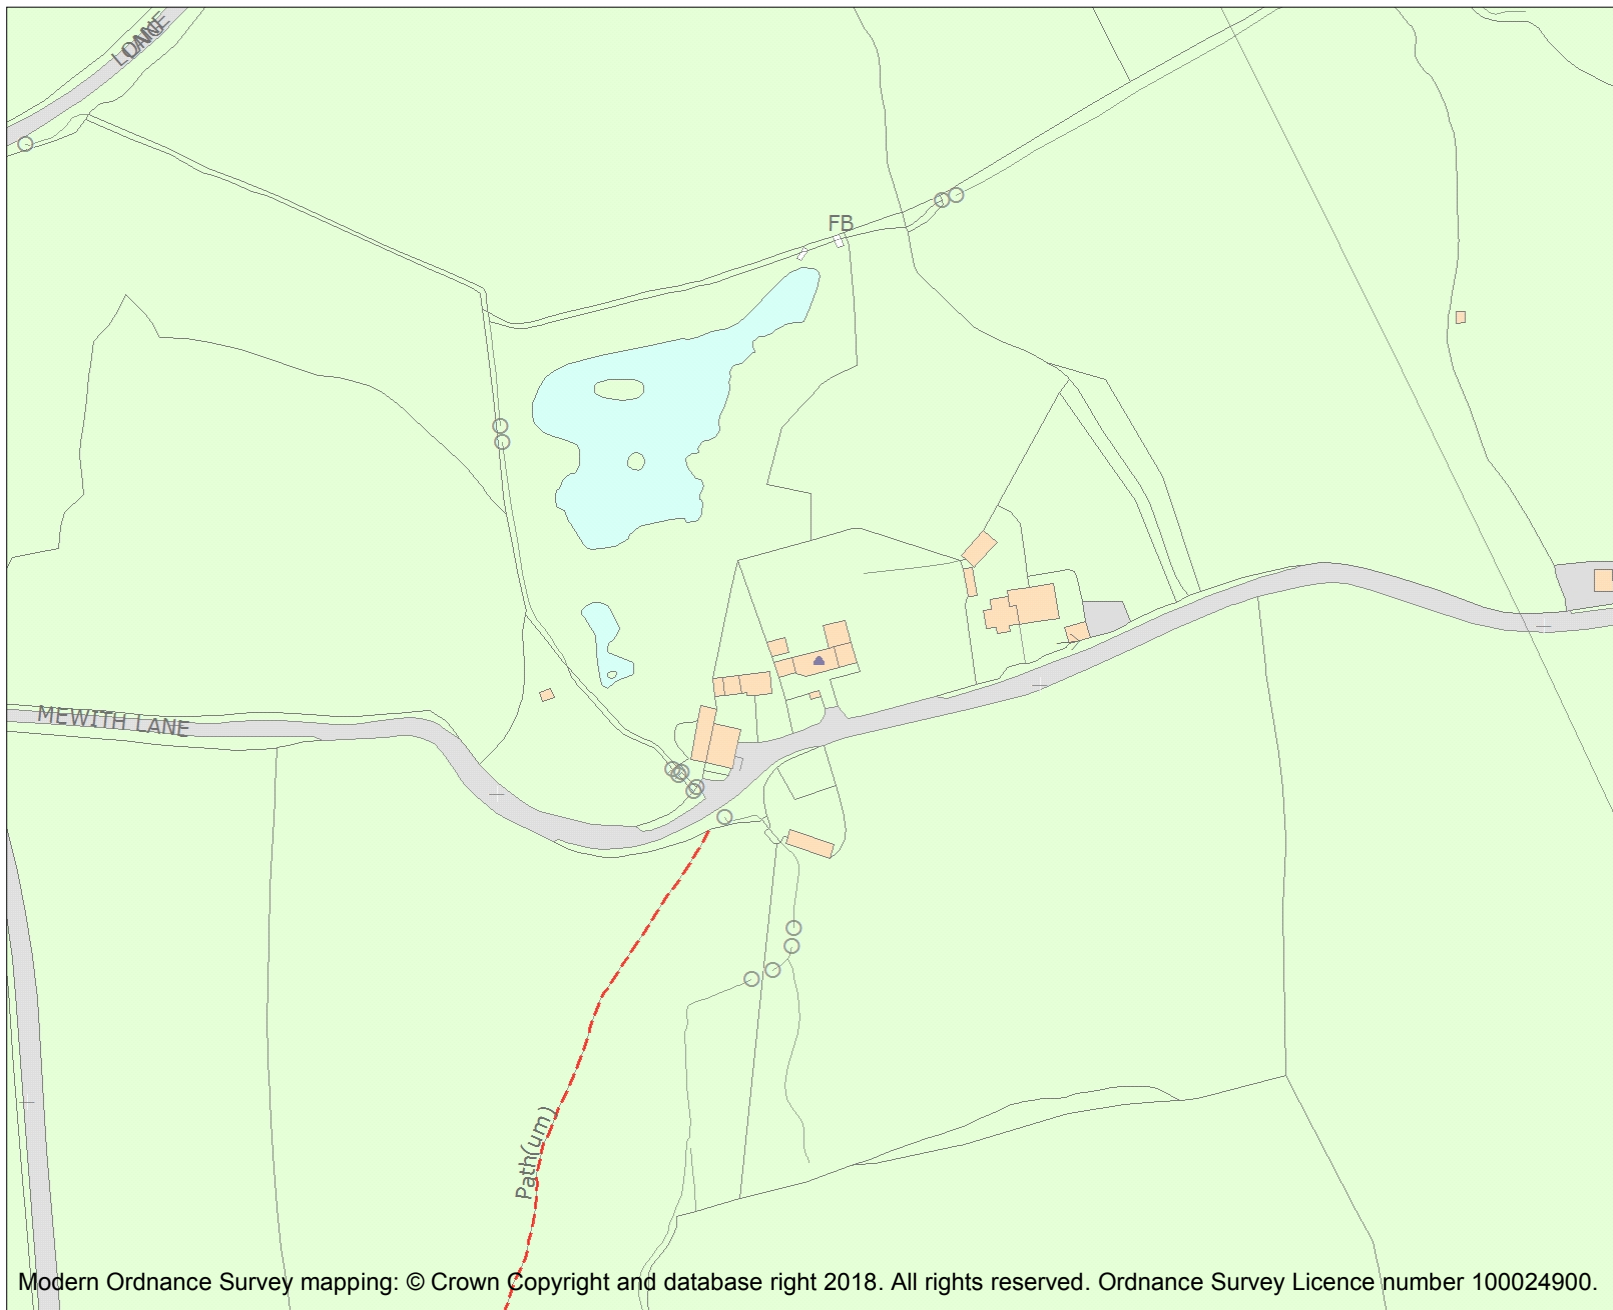 LANE
FB
MEWITH LANE
Path(um)
Modern Ordnance Survey mapping: © Crown Copyright and database right 2018. All rights reserved. Ordnance Survey Licence number 100024900.